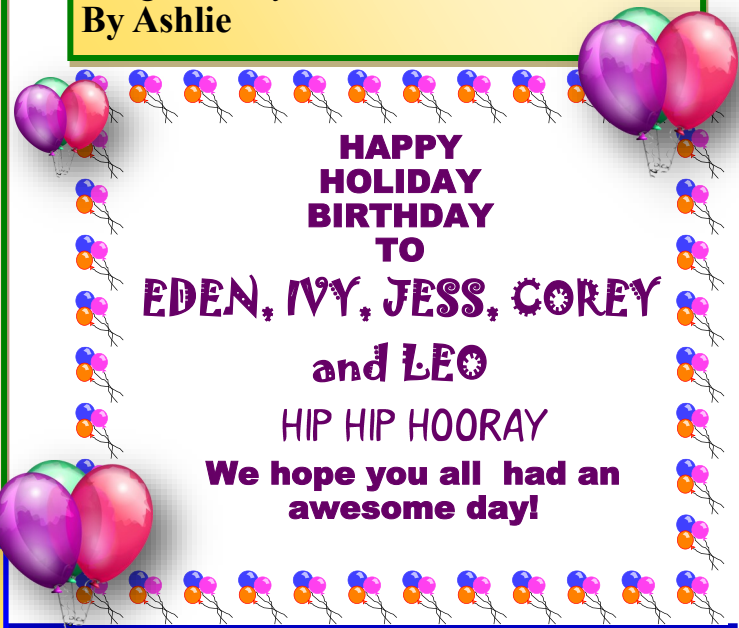 By Ashlie
HAPPY
HOLIDAY
BIRTHDAY
TO
EDEN, IVY, JESS, COREY
and LEO
HIP HIP HOORAY
We hope you all had an
awesome day!